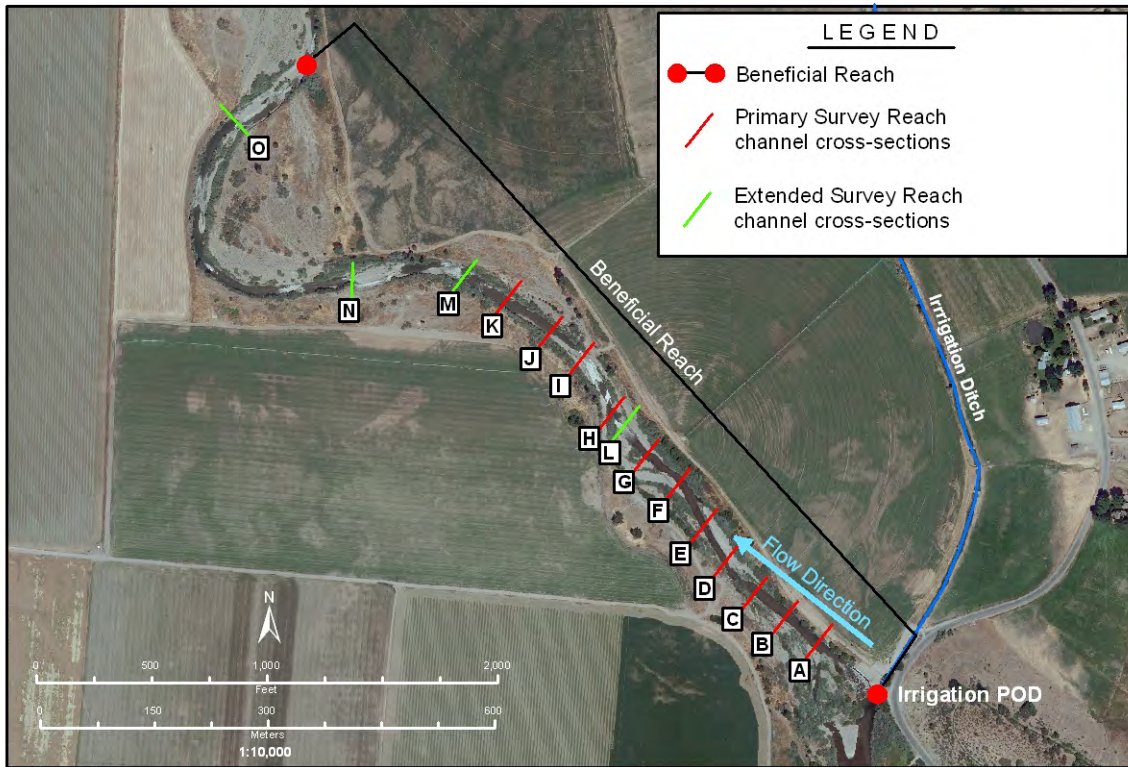 LEGEND
Beneficial Reach
Primary Survey Reach
channel cross-sections
Extended Survey Reach
channel cross-sections
O
Beneficial Reach
N
M
K
J
I
H
L
G
F
E
D
C
B
A
Flow Direction
Irrrigation Ditch
Irrigation POD
N
0 500 1,000 2,000
Feet
0 150 300 600
Meters
1:10,000